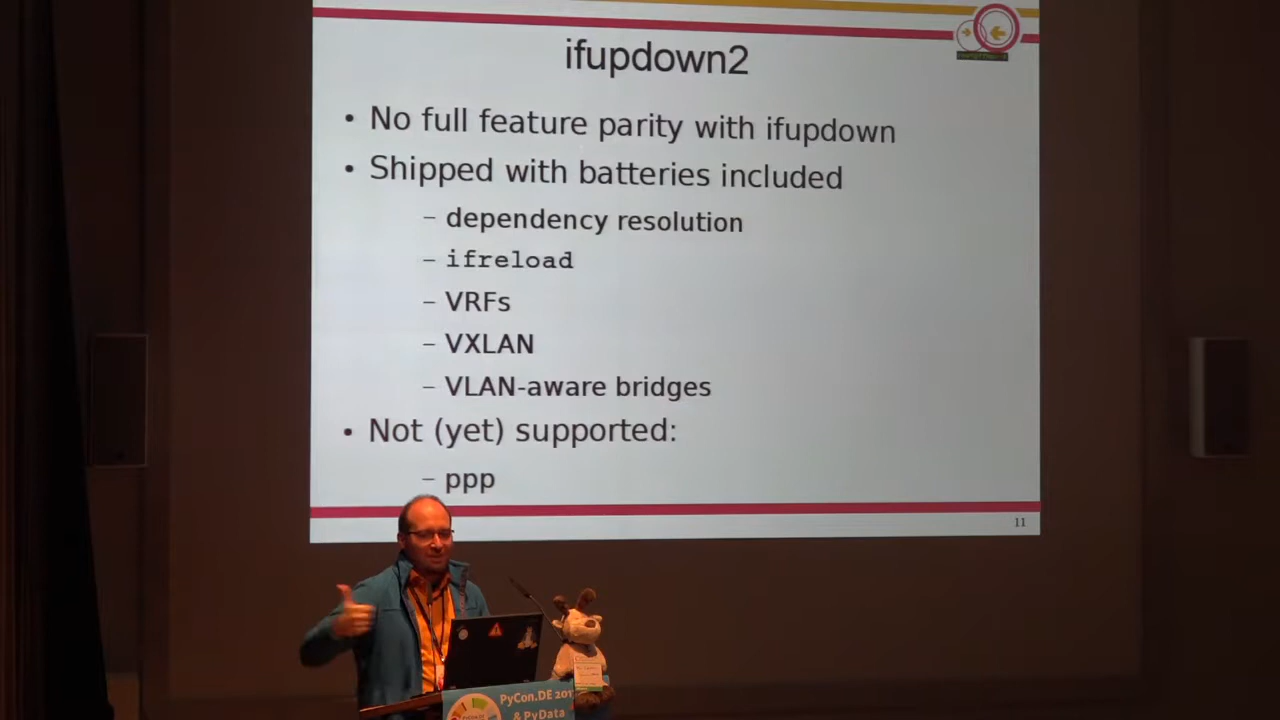 ifupdown2
• No full feature parity with ifupdown
• Shipped with batteries included
– dependency resolution
– ifreload
– VRFs
– VXLAN
– VLAN-aware bridges
• Not (yet) supported:
– ppp
11
PyCon.DE 201
& PyData